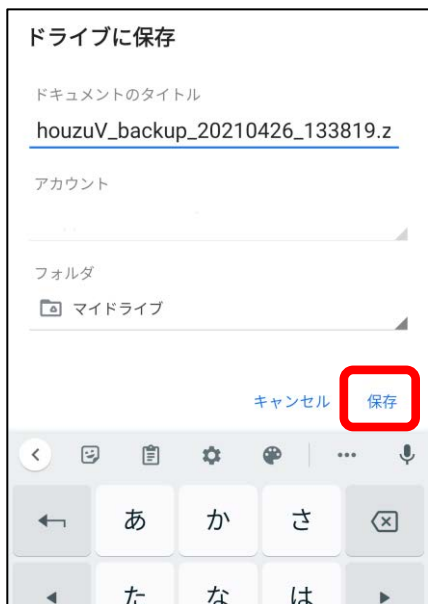 ドライブに保存
ドキュメントのタイトル
houzuV_backup_20210426_133819.z
アカウント
フォルダ
マイドライブ
キャンセル 保存
あ か さ
た な は